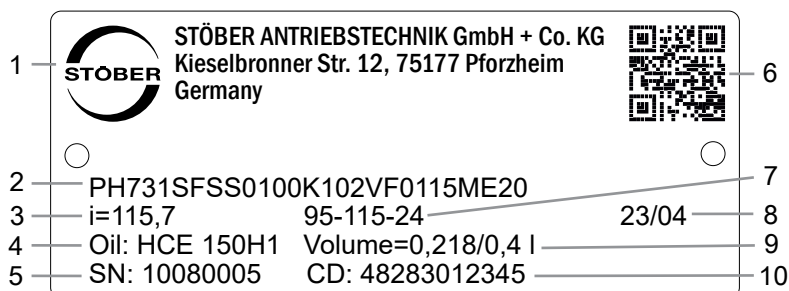 STÖBER ANTRIEBSTECHNIK GmbH + Co. KG
1 STÖBER Kieselbronner Str. 12, 75177 Pforzheim 6
Germany
2 PH731SFSS0100K102VF0115ME20 7
3 i=115,7 95-115-24 23/04 8
4 Oil: HCE 150H1 Volume=0,218/0,4 l 9
5 SN: 10080005 CD: 48283012345 10